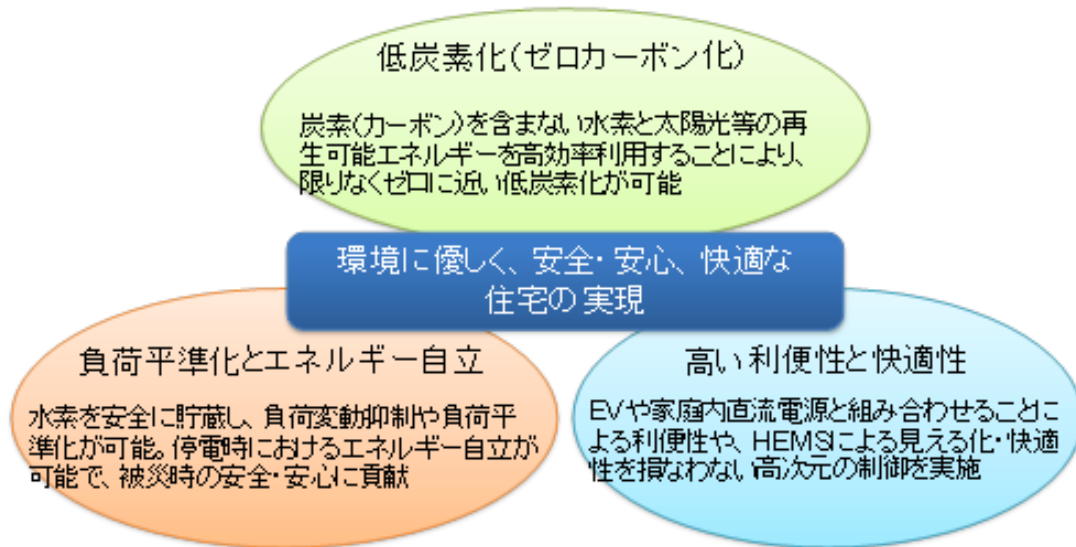 低炭素化(ゼロカーボン化)
炭素(カーボン)を含まない水素と太陽光等の再
生可能エネルギーを高効率利用することにより、
限りなくゼロに近い低炭素化が可能
環境に優しく、安全・安心、快適な
住宅の実現
負荷平準化とエネルギー自立
水素を安全に貯蔵し、負荷変動抑制や負荷平
準化が可能。停電時におけるエネルギー自立が
可能で、被災時の安全・安心に貢献
高い利便性と快適性
EVや家庭内直流電源と組み合わせることに
よる利便性や、HEMSによる見える化・快適
性を損なわない高次元の制御を実施